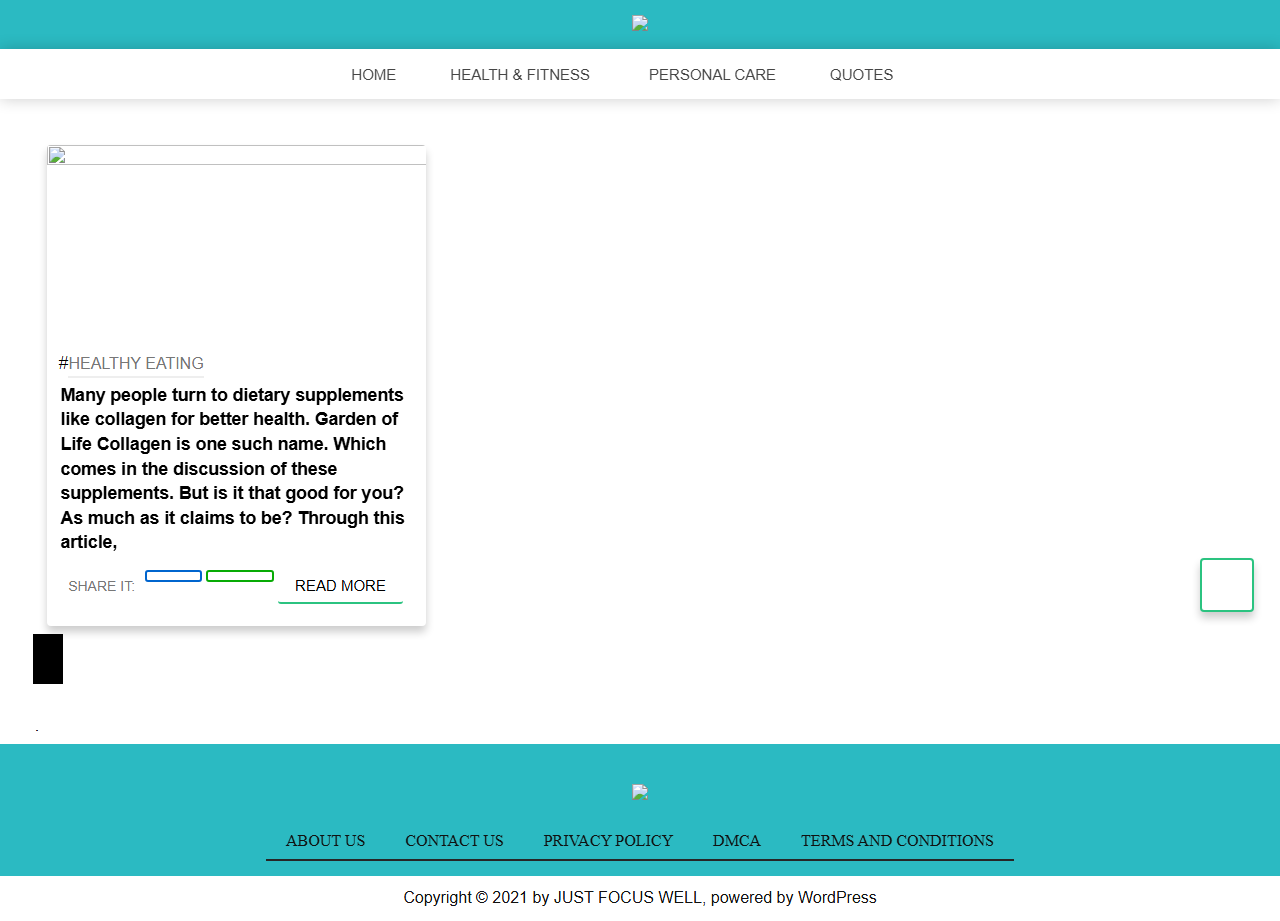 HOME HEALTH & FITNESS PERSONAL CARE QUOTES
#HEALTHY EATING
Many people turn to dietary supplements
like collagen for better health. Garden of
Life Collagen is one such name. Which
comes in the discussion of these
supplements. But is it that good for you?
As much as it claims to be? Through this
article,
SHARE IT: READ MORE
.
ABOUT US CONTACT US PRIVACY POLICY DMCA TERMS AND CONDITIONS
Copyright © 2021 by JUST FOCUS WELL, powered by WordPress